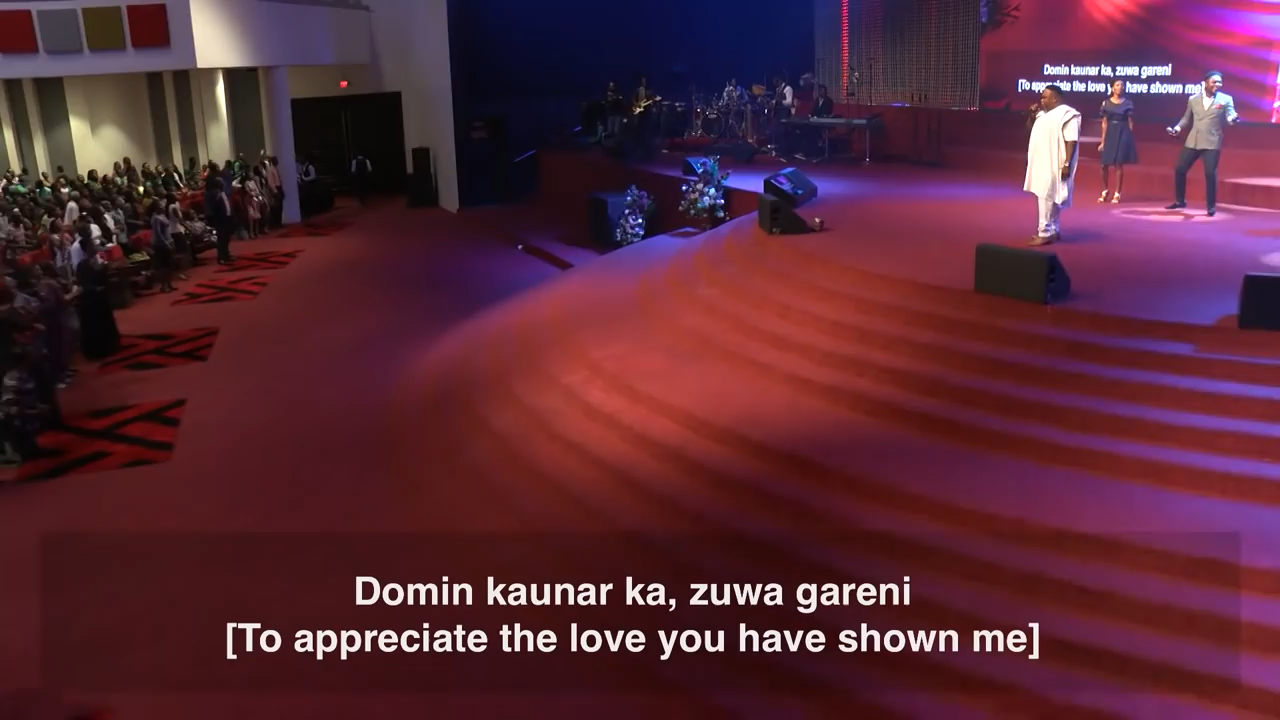 Domin kaunar ka, zuwa gareni
[To appreciate the love you have shown me]
Domin kaunar ka, zuwa gareni
[To appreciate the love you have shown me]